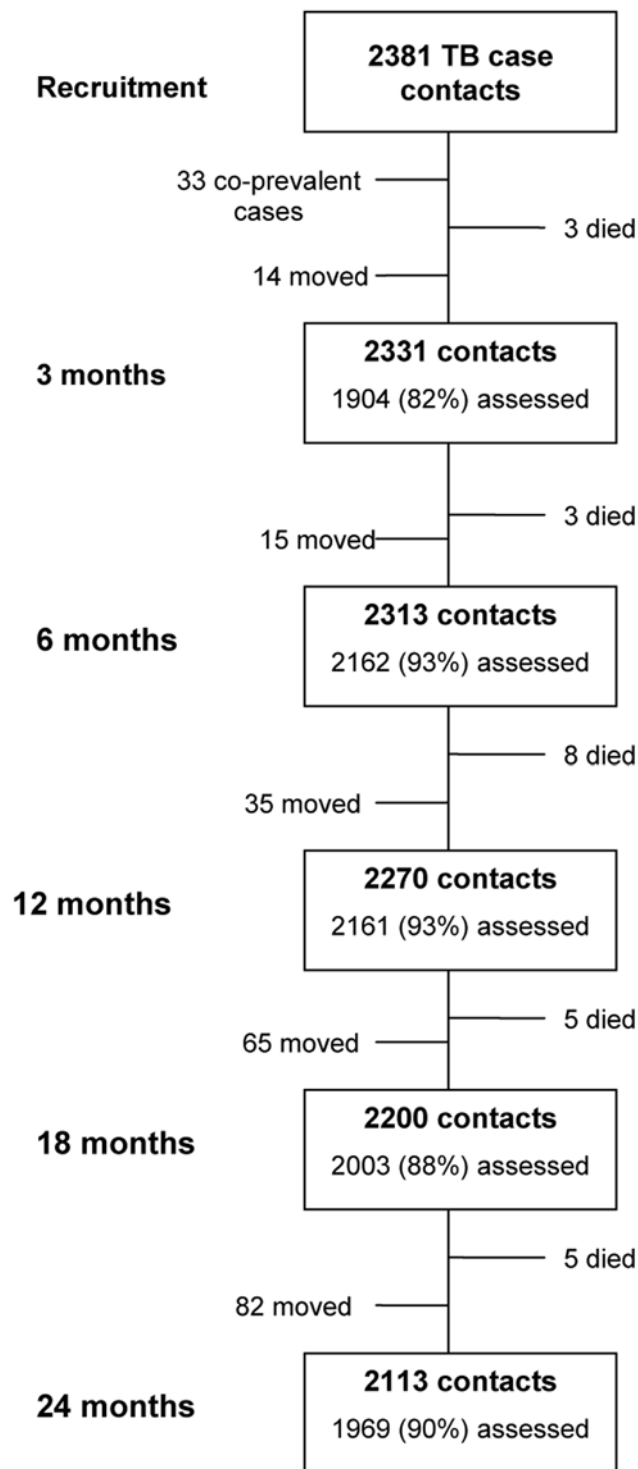 Recruitment
2381 TB case
contacts
33 co-prevalent
cases
3 died
14 moved
3 months
2331 contacts
1904 (82%) assessed
3 died
15 moved
6 months
2313 contacts
2162 (93%) assessed
8 died
35 moved
12 months
2270 contacts
2161 (93%) assessed
5 died
65 moved
18 months
2200 contacts
2003 (88%) assessed
5 died
82 moved
24 months
2113 contacts
1969 (90%) assessed